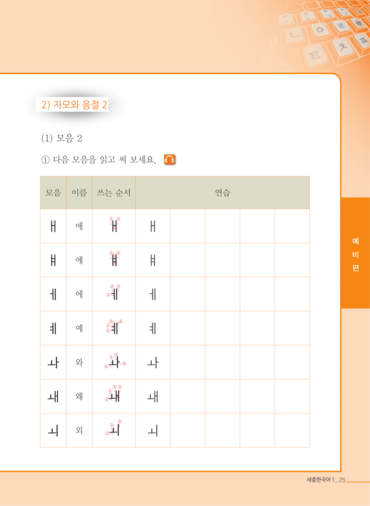 2) 자모와 음절 2
(1) 모음 2
① 다음 모음을 읽고 써 보세요.
모음 이름 쓰는 순서 연습
ㅐ 애 ㅐ ㅐ
ㅒ 얘 ㅒ ㅒ
ㅔ 에 ㅔ ㅔ
ㅖ 예 ㅖ ㅖ
ㅘ 와 ㅘ ㅘ
ㅙ 왜 ㅙ ㅙ
ㅚ 외 ㅚ ㅚ
예
비
편
세종한국어 1_ 25